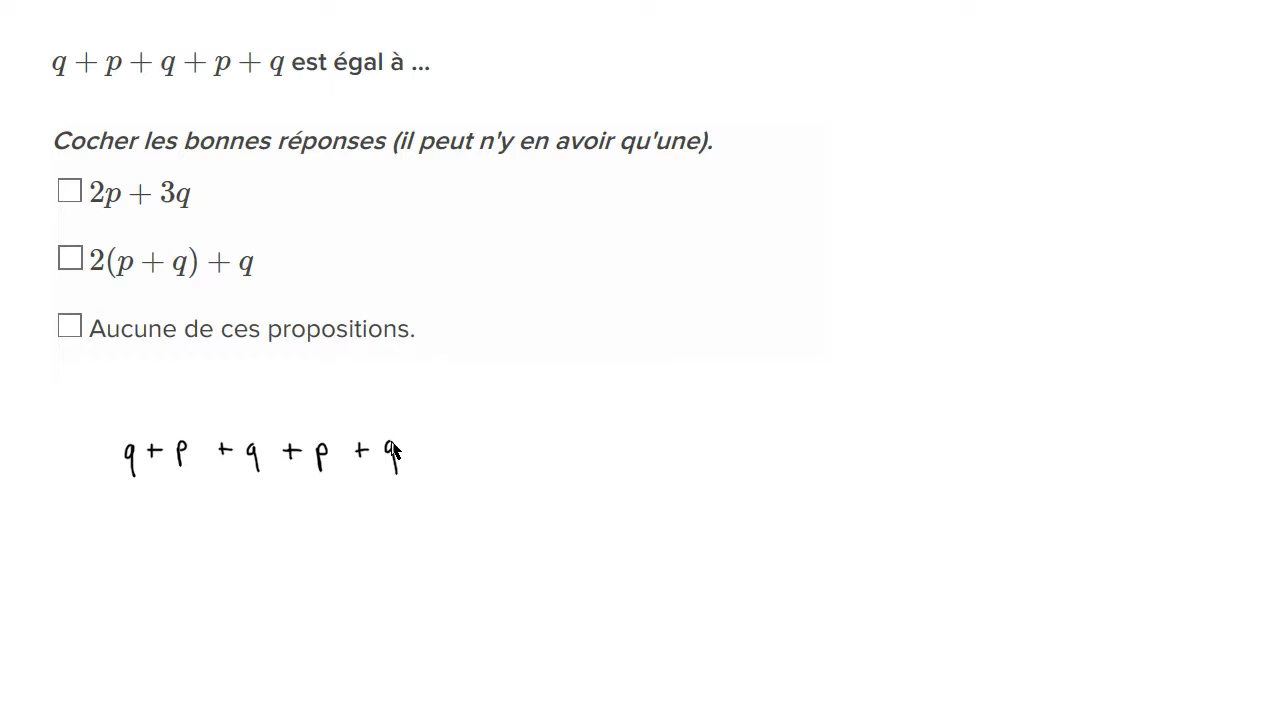 q + p + q + p + q est égal à ...
Cocher les bonnes réponses (il peut n'y en avoir qu'une).
2p + 3q
2(p + q) + q
Aucune de ces propositions.
q + p + q + p + q